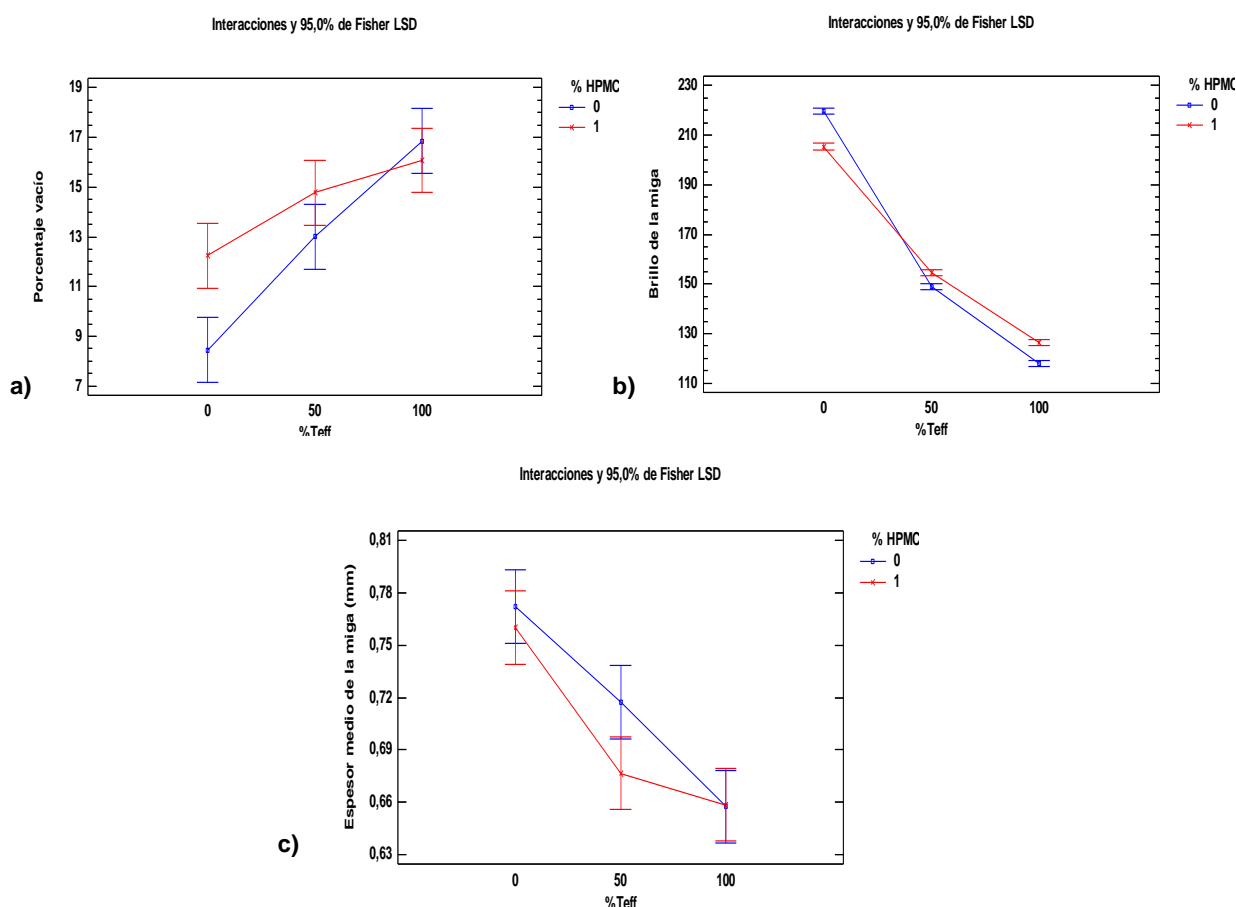 Interacciones y 95,0% de Fisher LSD
Porcentaje vacío
19
17
15
13
11
9
7
0
50
100
%Teff
% HPMC
0
1
a)
Interacciones y 95,0% de Fisher LSD
Brillo de la miga
230
210
190
170
150
130
110
0
50
100
%Teff
% HPMC
0
1
b)
Interacciones y 95,0% de Fisher LSD
Espesor medio de la miga (mm)
0,81
0,78
0,75
0,72
0,69
0,66
0,63
0
50
100
%Teff
% HPMC
0
1
c)